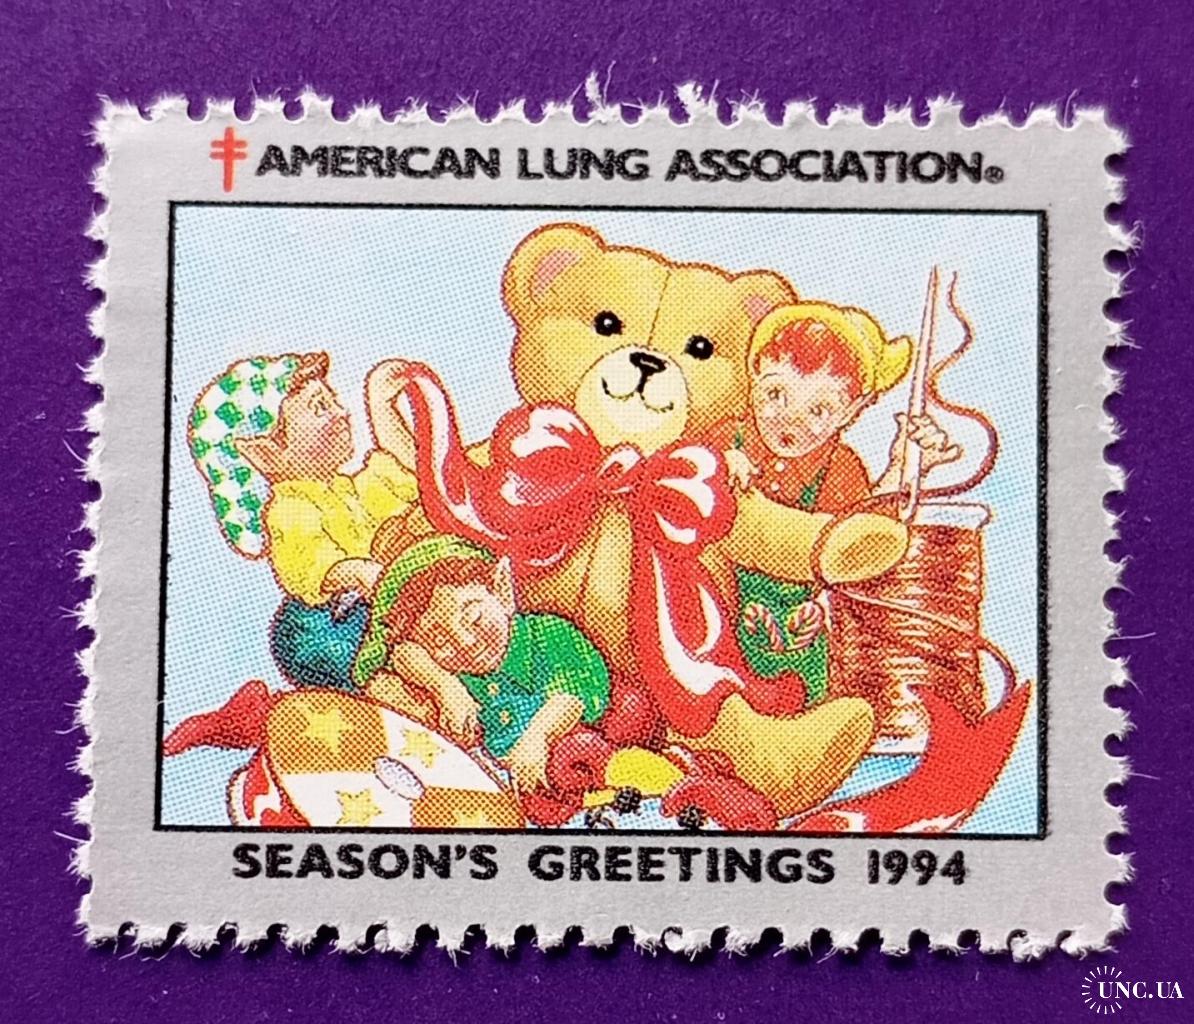 AMERICAN LUNG ASSOCIATION®
SEASON'S GREETINGS 1994
UNC.UA